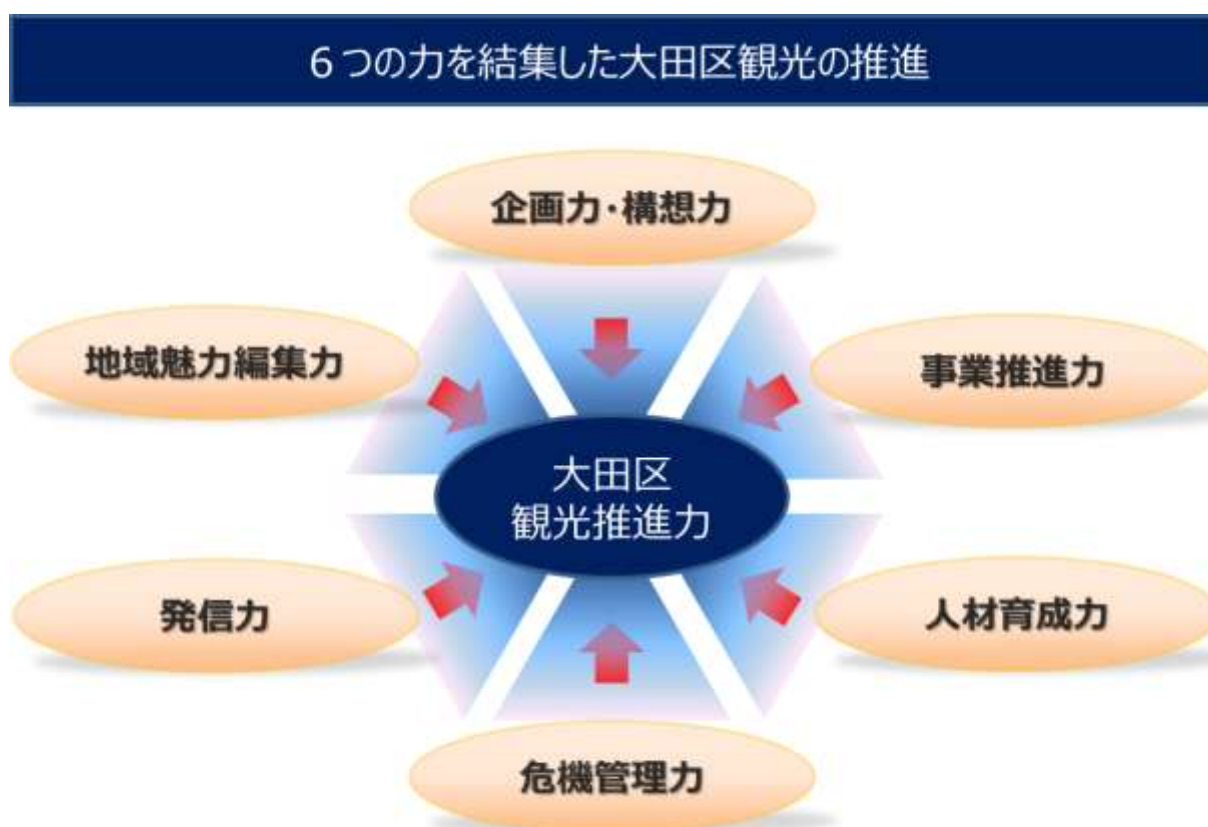 6つの力を結集した大田区観光の推進
企画力・構想力
地域魅力編集力
事業推進力
大田区
観光推進力
発信力
人材育成力
危機管理力